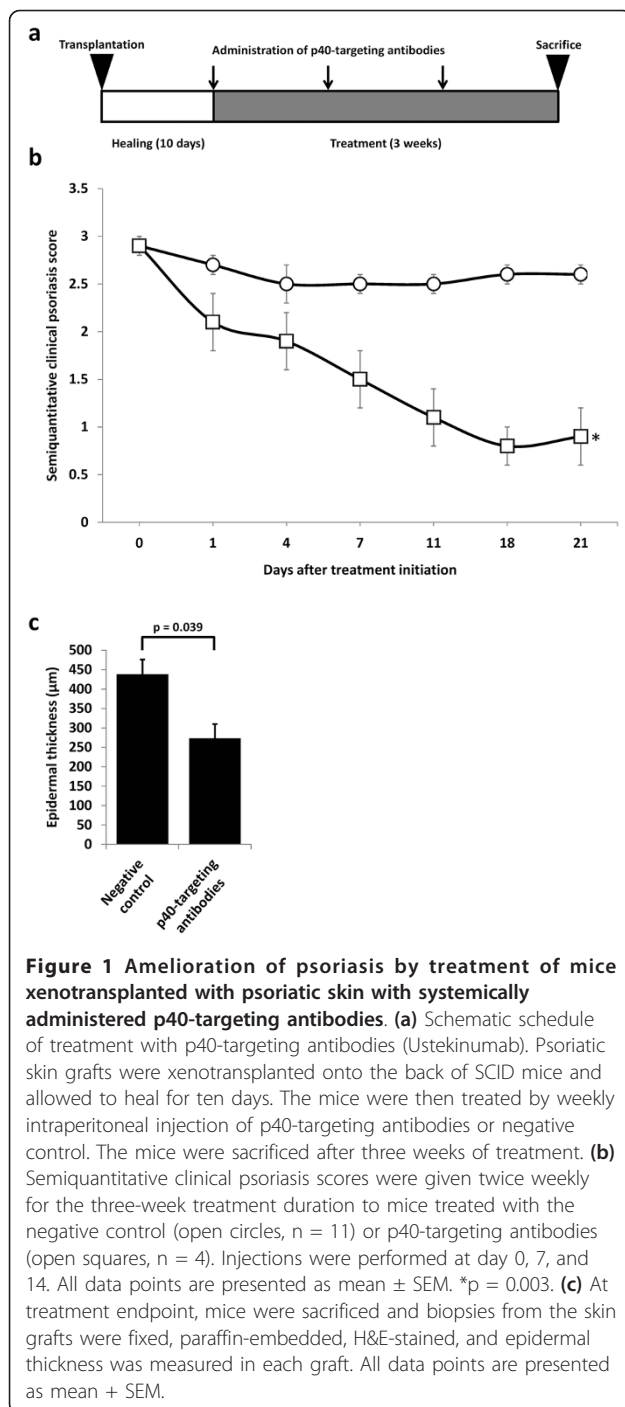 a
Transplantation
Administration of p40-targeting antibodies
Sacrifice
Healing (10 days)
Treatment (3 weeks)
b
Semiquantitative clinical psoriasis score
3.5
3
2.5
2
1.5
1
0.5
0
*
0 1 4 7 11 18 21
Days after treatment initiation
c
p = 0.039
Epidermal thickness (µm)
500
450
400
350
300
250
200
150
100
50
0
Negative
control
p40-targeting
antibodies
Figure 1 Amelioration of psoriasis by treatment of mice
xenotransplanted with psoriatic skin with systemically
administered p40-targeting antibodies. (a) Schematic schedule
of treatment with p40-targeting antibodies (Ustekinumab). Psoriatic
skin grafts were xenotransplanted onto the back of SCID mice and
allowed to heal for ten days. The mice were then treated by weekly
intraperitoneal injection of p40-targeting antibodies or negative
control. The mice were sacrificed after three weeks of treatment. (b)
Semiquantitative clinical psoriasis scores were given twice weekly
for the three-week treatment duration to mice treated with the
negative control (open circles, n = 11) or p40-targeting antibodies
(open squares, n = 4). Injections were performed at day 0, 7, and
14. All data points are presented as mean ± SEM. *p = 0.003. (c) At
treatment endpoint, mice were sacrificed and biopsies from the skin
grafts were fixed, paraffin-embedded, H&E-stained, and epidermal
thickness was measured in each graft. All data points are presented
as mean + SEM.